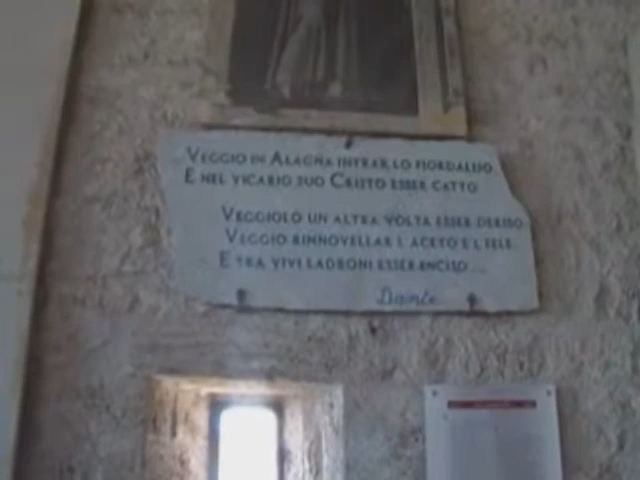 VEGGIO IN ALAGNA INTRAR LO FIORDALISO
E NEL VICARIO SUO CRISTO ESSER CATTO
VEGGIOLO UN ALTRA VOLTA ESSER DERISO
VEGGIO RINNOVELLAR L ACETO E L FELE
E TRA VIVI LADRONI ESSER ANCISO ...
Dante